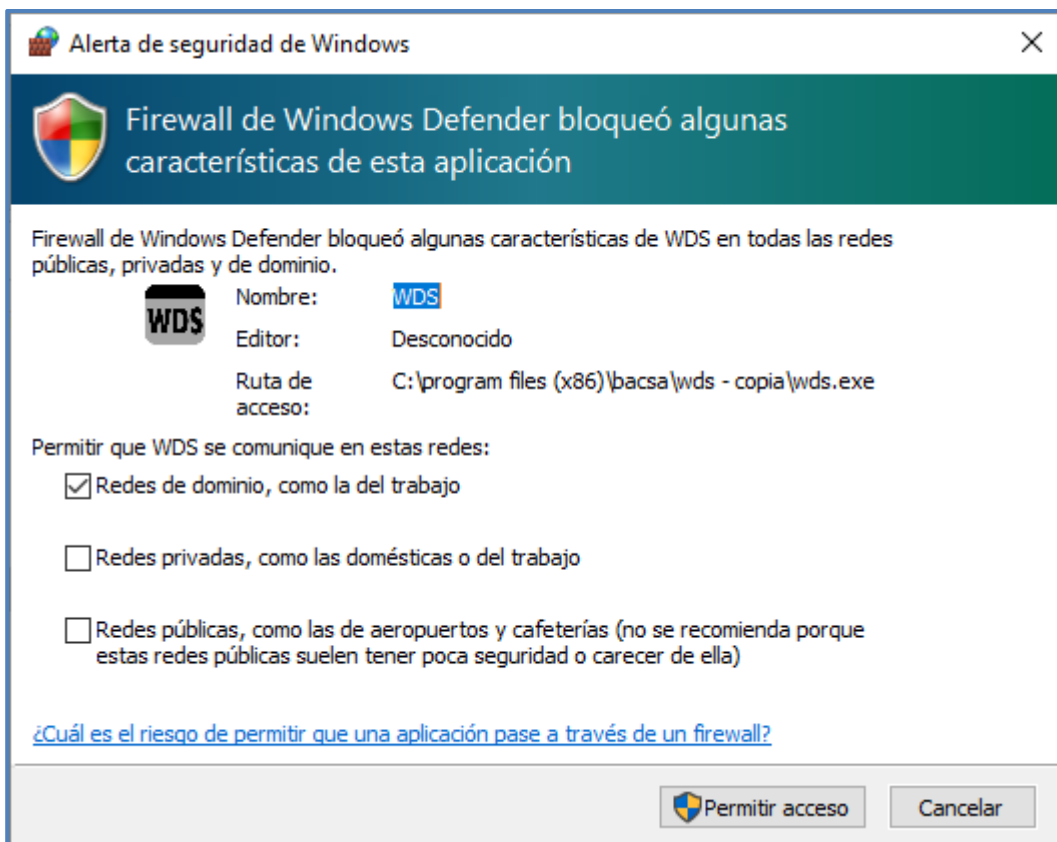 Alerta de seguridad de Windows
Firewall de Windows Defender bloqueó algunas
características de esta aplicación
Firewall de Windows Defender bloqueó algunas características de WDS en todas las redes
públicas, privadas y de dominio.
WDS
Nombre: WDS
Editor: Desconocido
Ruta de acceso: C:\program files (x86)\bacsa\wds - copia\wds.exe
Permitir que WDS se comunique en estas redes:
Redes de dominio, como la del trabajo
Redes privadas, como las domésticas o del trabajo
Redes públicas, como las de aeropuertos y cafeterías (no se recomienda porque
estas redes públicas suelen tener poca seguridad o carecer de ella)
¿Cuál es el riesgo de permitir que una aplicación pase a través de un firewall?
Permitir acceso
Cancelar